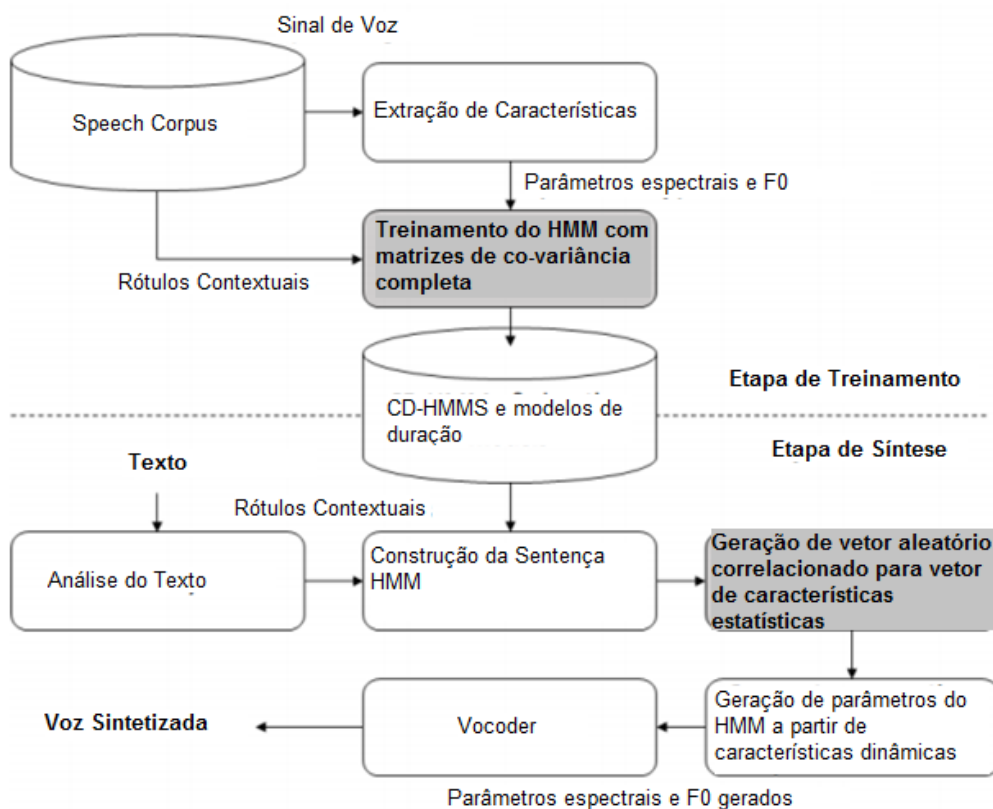 Sinal de Voz
Speech Corpus
Extração de Características
Parâmetros espectrais e F0
Treinamento do HMM com
matrizes de co-variância
completa
Rótulos Contextuais
Etapa de Treinamento
CD-HMMS e modelos de
duração
Etapa de Síntese
Texto
Rótulos Contextuais
Análise do Texto
Construção da Sentença
HMM
Geração de vetor aleatório
correlacionado para vetor
de características
estatísticas
Geração de parâmetros do
HMM a partir de
características dinâmicas
Vocoder
Voz Sintetizada
Parâmetros espectrais e F0 gerados